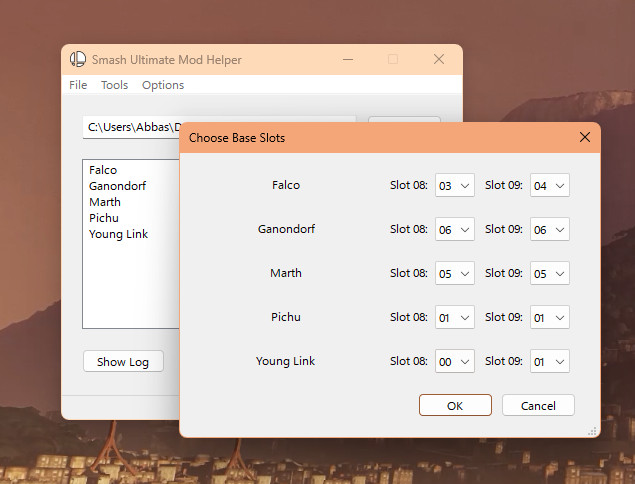 Smash Ultimate Mod Helper
File Tools Options
C:\Users\Abbas\D
Choose Base Slots
Falco
Ganondorf
Marth
Pichu
Young Link
Show Log
Falco Slot 08: 03 Slot 09: 04
Ganondorf Slot 08: 06 Slot 09: 06
Marth Slot 08: 05 Slot 09: 05
Pichu Slot 08: 01 Slot 09: 01
Young Link Slot 08: 00 Slot 09: 01
OK Cancel